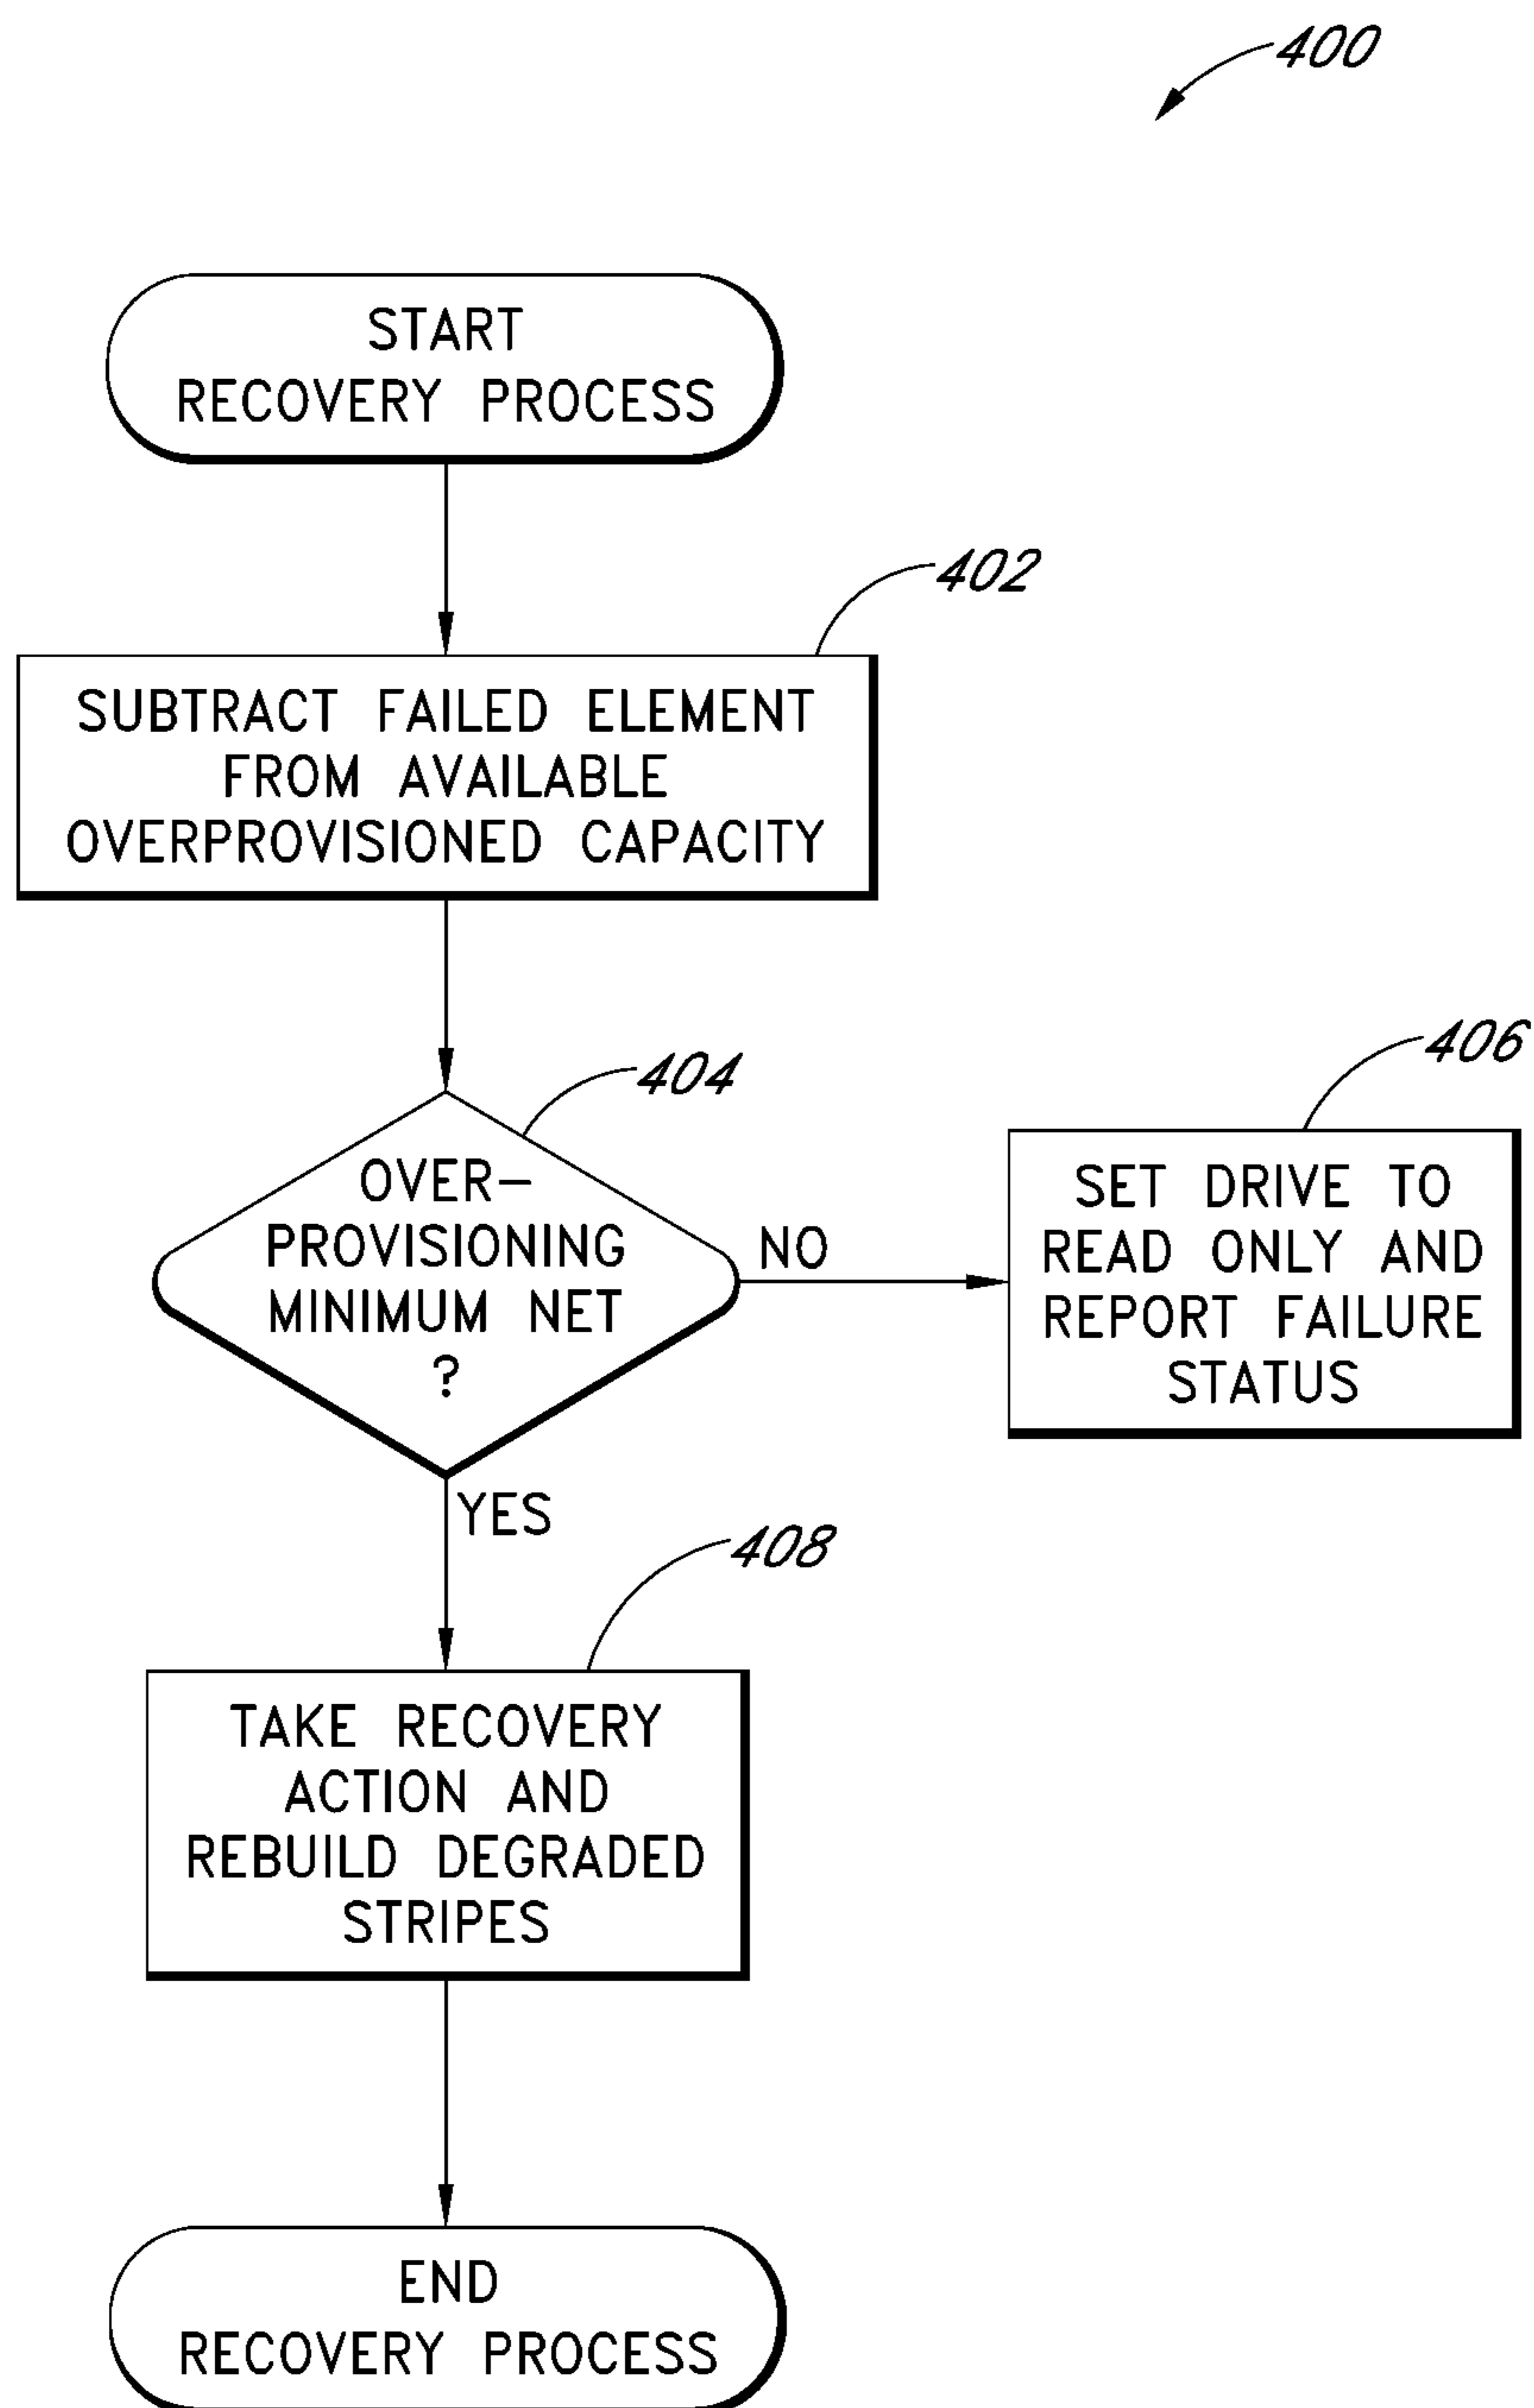 400
START
RECOVERY PROCESS
402
SUBTRACT FAILED ELEMENT
FROM AVAILABLE
OVERPROVISIONED CAPACITY
404
OVER-
PROVISIONING
MINIMUM NET
?
NO
406
SET DRIVE TO
READ ONLY AND
REPORT FAILURE
STATUS
YES
408
TAKE RECOVERY
ACTION AND
REBUILD DEGRADED
STRIPES
END
RECOVERY PROCESS